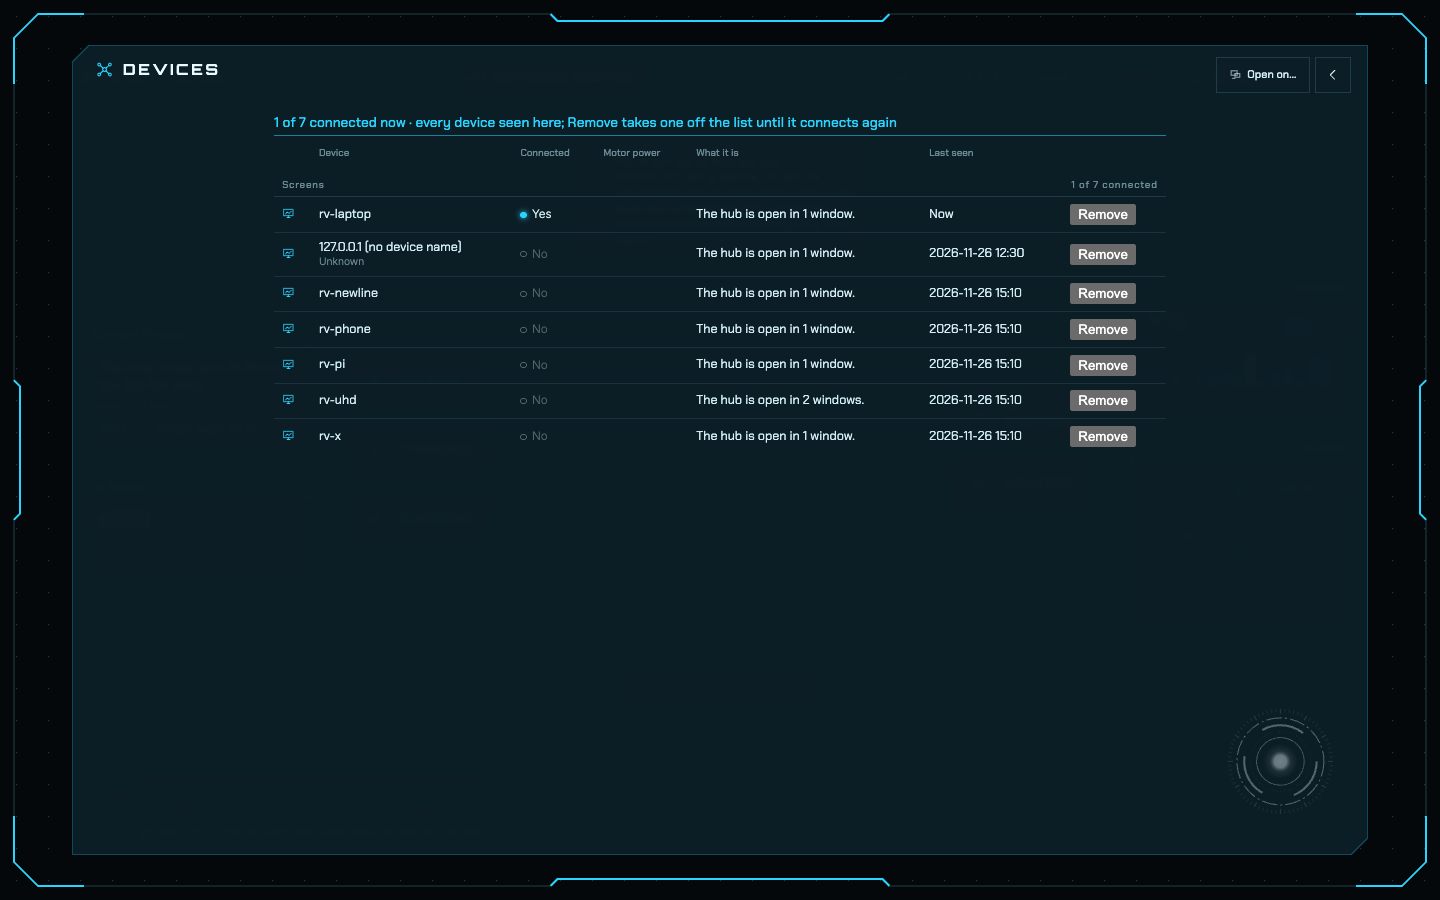 DEVICES
Open on...
1 of 7 connected now · every device seen here; Remove takes one off the list until it connects again
Device Connected Motor power What it is Last seen
Screens 1 of 7 connected
rv-laptop Yes The hub is open in 1 window. Now Remove
127.0.0.1 (no device name) No The hub is open in 1 window. 2026-11-26 12:30 Remove
Unknown
rv-newline No The hub is open in 1 window. 2026-11-26 15:10 Remove
rv-phone No The hub is open in 1 window. 2026-11-26 15:10 Remove
rv-pi No The hub is open in 1 window. 2026-11-26 15:10 Remove
rv-uhd No The hub is open in 2 windows. 2026-11-26 15:10 Remove
rv-x No The hub is open in 1 window. 2026-11-26 15:10 Remove